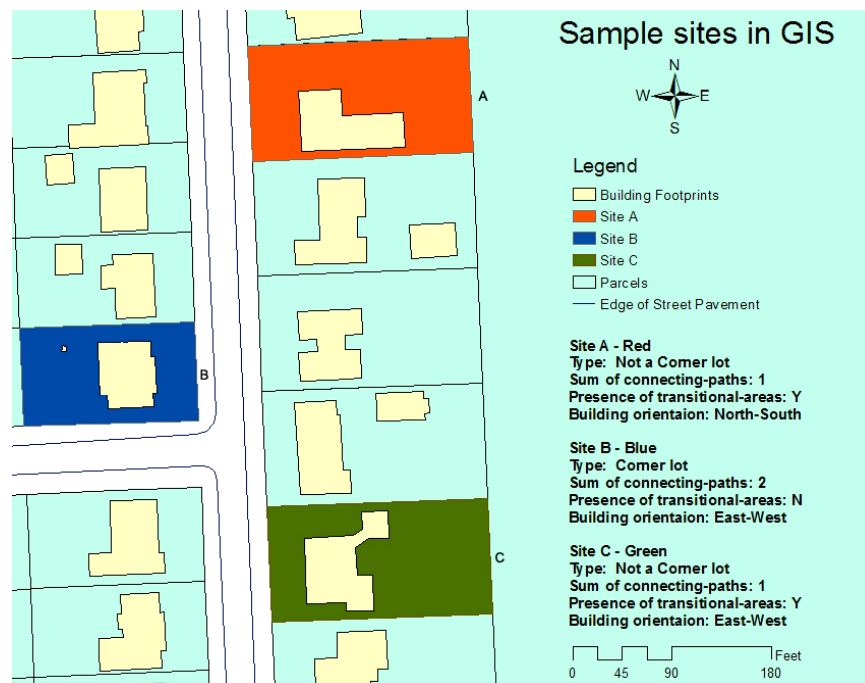 Sample sites in GIS
N
W E
S
A
B
C
Legend
Building Footprints
Site A
Site B
Site C
Parcels
Edge of Street Pavement
Site A - Red
Type: Not a Corner lot
Sum of connecting-paths: 1
Presence of transitional-areas: Y
Building orientaion: North-South
Site B - Blue
Type: Corner lot
Sum of connecting-paths: 2
Presence of transitional-areas: N
Building orientaion: East-West
Site C - Green
Type: Not a Corner lot
Sum of connecting-paths: 1
Presence of transitional-areas: Y
Building orientaion: East-West
Feet
0 45 90 180